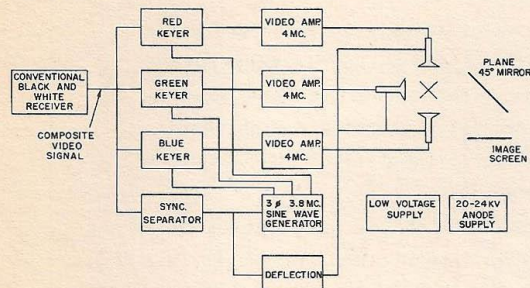 RED
KEYER
VIDEO AMP.
4 MC.
PLANE
45° MIRROR
CONVENTIONAL
BLACK AND
WHITE
RECEIVER
GREEN
KEYER
VIDEO AMP.
4 MC.
COMPOSITE
VIDEO
SIGNAL
BLUE
KEYER
VIDEO AMP.
4 MC.
IMAGE
SCREEN
SYNC.
SEPARATOR
3 φ 3.8 MC.
SINE WAVE
GENERATOR
LOW VOLTAGE
SUPPLY
20-24 KV
ANODE
SUPPLY
DEFLECTION